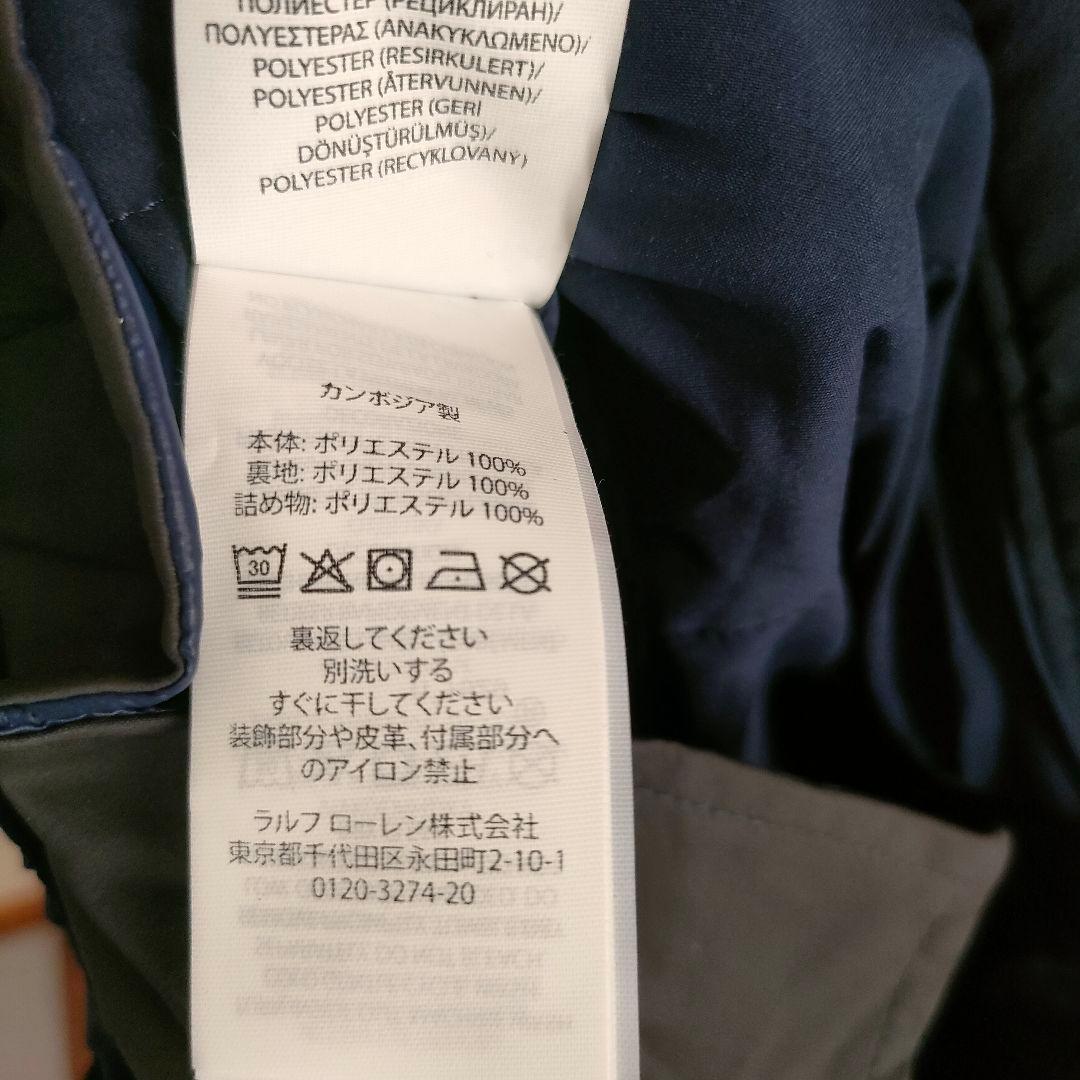 ПОЛИЕСТЕР (РЕЦИКЛИРАН)/
ΠΟΛΥΕΣΤΕΡΑΣ (ΑΝΑΚΥΚΛΩΜΕΝΟ)/
POLYESTER (RESIRKULERT)/
POLYESTER (ÅTERVUNNEN)/
POLYESTER (GERI
DÖNÜŞTÜRÜLMÜŞ)/
POLYESTER (RECYKLOVANÝ)
カンボジア製
本体: ポリエステル 100%
裏地: ポリエステル 100%
詰め物: ポリエステル 100%
30
裏返してください
別洗いする
すぐに干してください
装飾部分や皮革、付属部分へ
のアイロン禁止
ラルフ ローレン株式会社
東京都千代田区永田町2-10-1
0120-3274-20